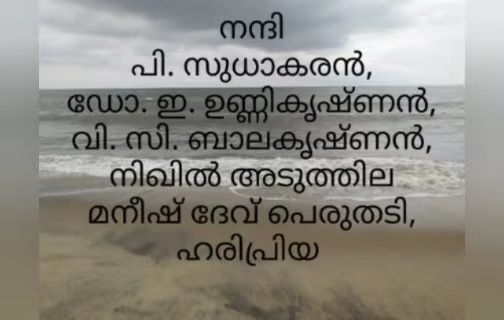 നന്ദി
പി. സുധാകരൻ,
ഡോ. ഇ. ഉണ്ണികൃഷ്ണൻ,
വി. സി. ബാലകൃഷ്ണൻ,
നിഖിൽ അടുത്തില
മനീഷ് ദേവ് പെരുതടി,
ഹരിപ്രിയ